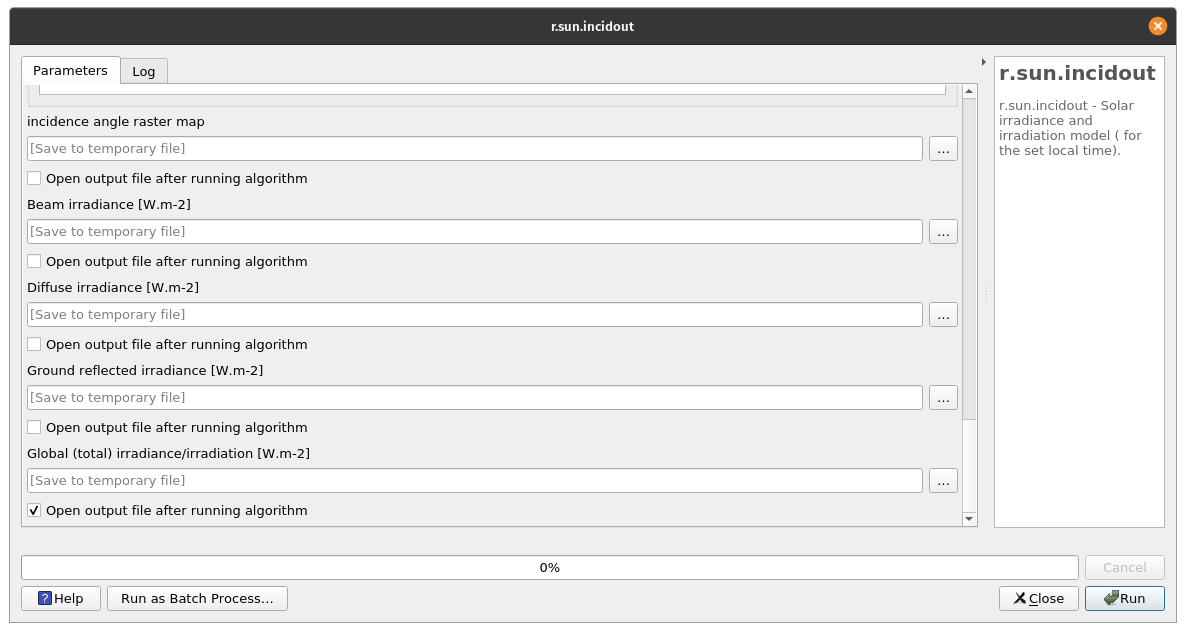 r.sun.incidout
Parameters
Log
incidence angle raster map
[Save to temporary file]
...
Open output file after running algorithm
Beam irradiance [W.m-2]
[Save to temporary file]
...
Open output file after running algorithm
Diffuse irradiance [W.m-2]
[Save to temporary file]
...
Open output file after running algorithm
Ground reflected irradiance [W.m-2]
[Save to temporary file]
...
Open output file after running algorithm
Global (total) irradiance/irradiation [W.m-2]
[Save to temporary file]
...
Open output file after running algorithm
r.sun.incidout
r.sun.incidout - Solar
irradiance and
irradiation model ( for
the set local time).
0%
Cancel
? Help
Run as Batch Process...
Close
Run